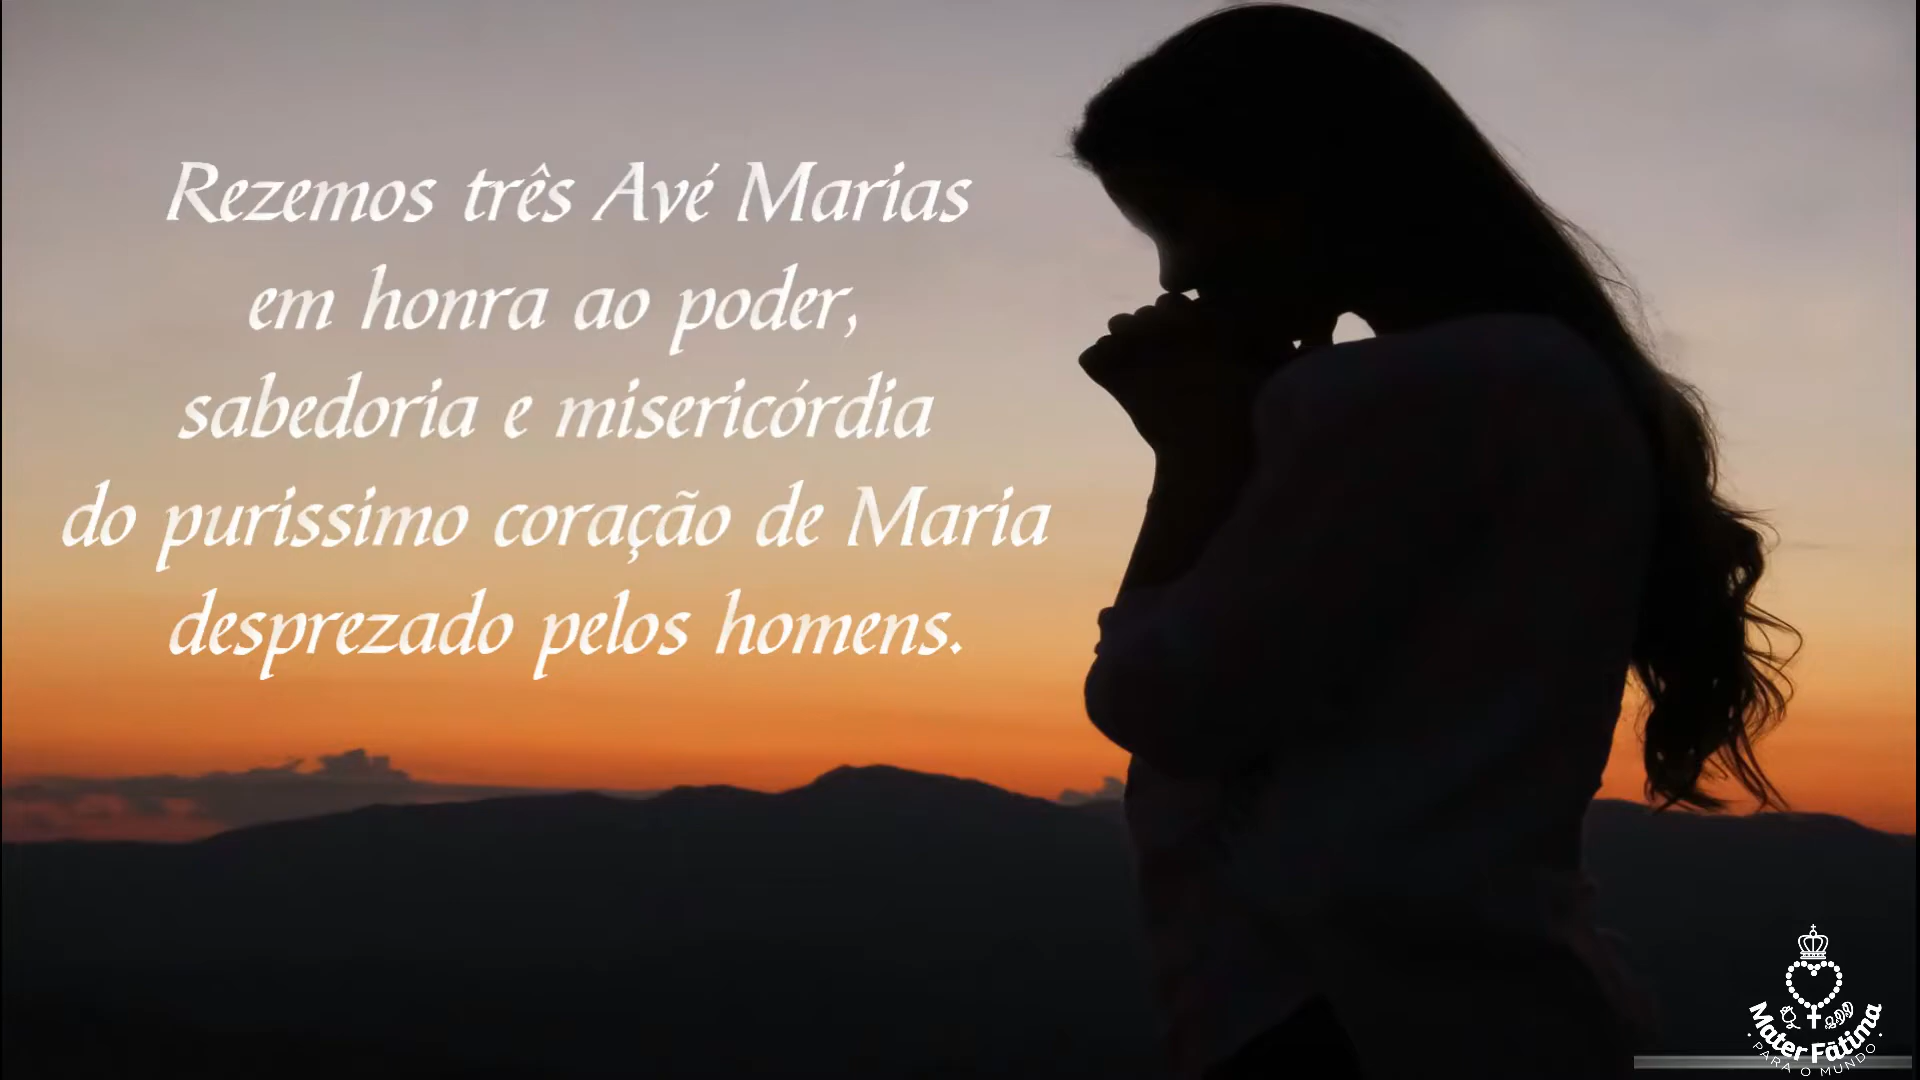 Rezemos três Avé Marias
em honra ao poder,
sabedoria e misericórdia
do purissimo coração de Maria
desprezado pelos homens.
Mater Fátima
· PARA O MUNDO ·